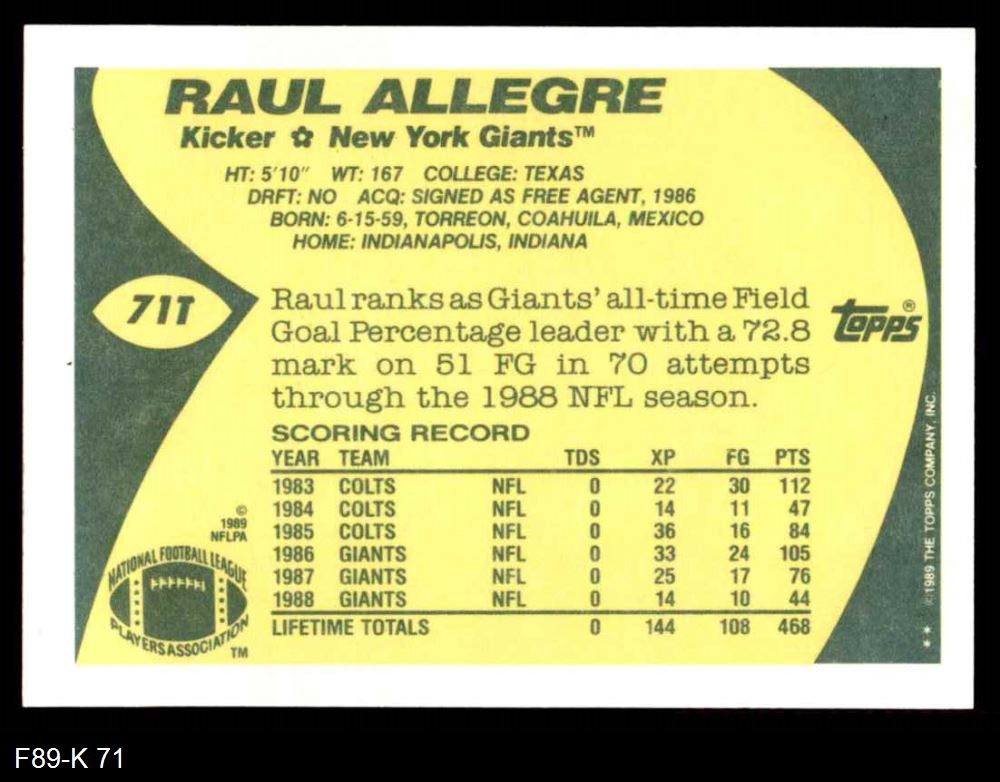 RAUL ALLEGRE
Kicker ✿ New York Giants™
HT: 5'10" WT: 167 COLLEGE: TEXAS
DRFT: NO ACQ: SIGNED AS FREE AGENT, 1986
BORN: 6-15-59, TORREON, COAHUILA, MEXICO
HOME: INDIANAPOLIS, INDIANA
71T
Raul ranks as Giants' all-time Field
Goal Percentage leader with a 72.8
mark on 51 FG in 70 attempts
through the 1988 NFL season.
topps®
SCORING RECORD
YEAR TEAM TDS XP FG PTS
1983 COLTS NFL 0 22 30 112
1984 COLTS NFL 0 14 11 47
1985 COLTS NFL 0 36 16 84
1986 GIANTS NFL 0 33 24 105
1987 GIANTS NFL 0 25 17 76
1988 GIANTS NFL 0 14 10 44
LIFETIME TOTALS 0 144 108 468
©
1989
NFLPA
NATIONAL FOOTBALL LEAGUE
PLAYERS ASSOCIATION
TM
** ©1989 THE TOPPS COMPANY, INC.
F89-K 71